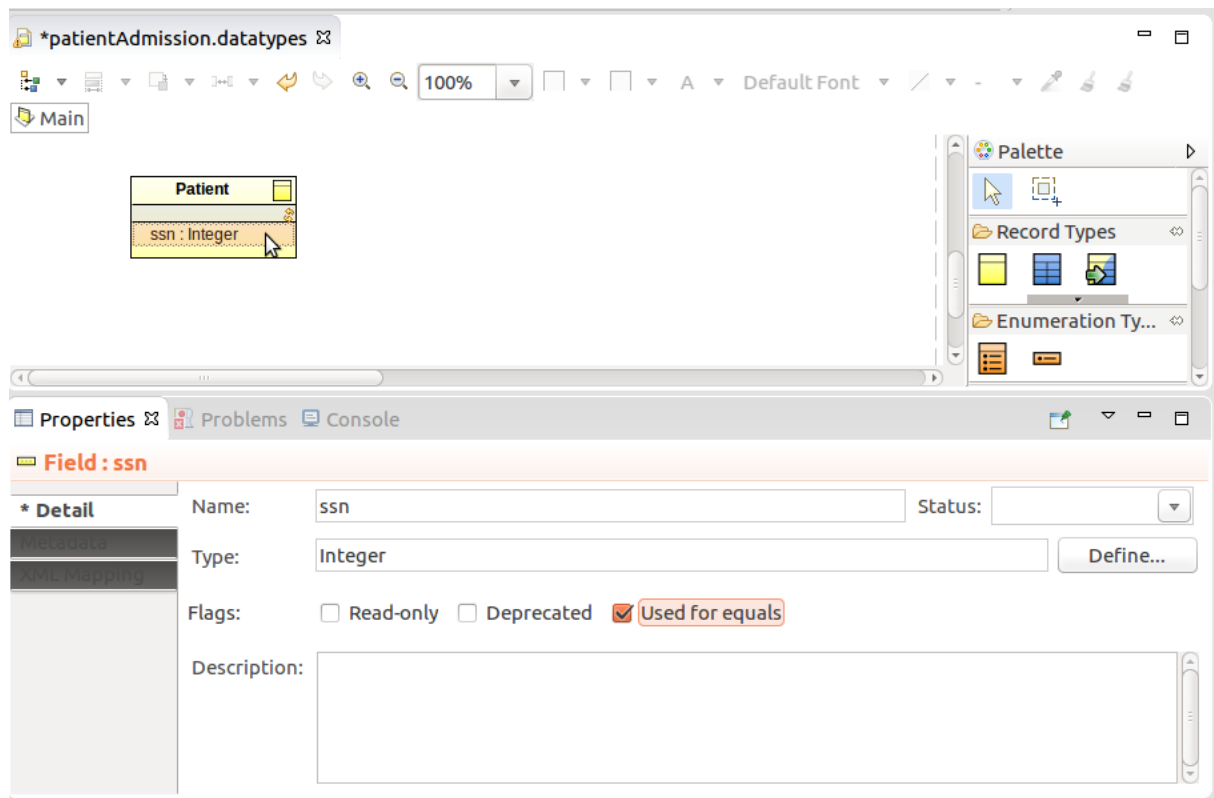 *patientAdmission.datatypes
100%
A
Default Font
Main
Palette
Patient
ssn : Integer
Record Types
Enumeration Ty...
Properties
Problems
Console
Field : ssn
* Detail
Metadata
XML Mapping
Name:
ssn
Status:
Type:
Integer
Define...
Flags:
Read-only
Deprecated
Used for equals
Description: